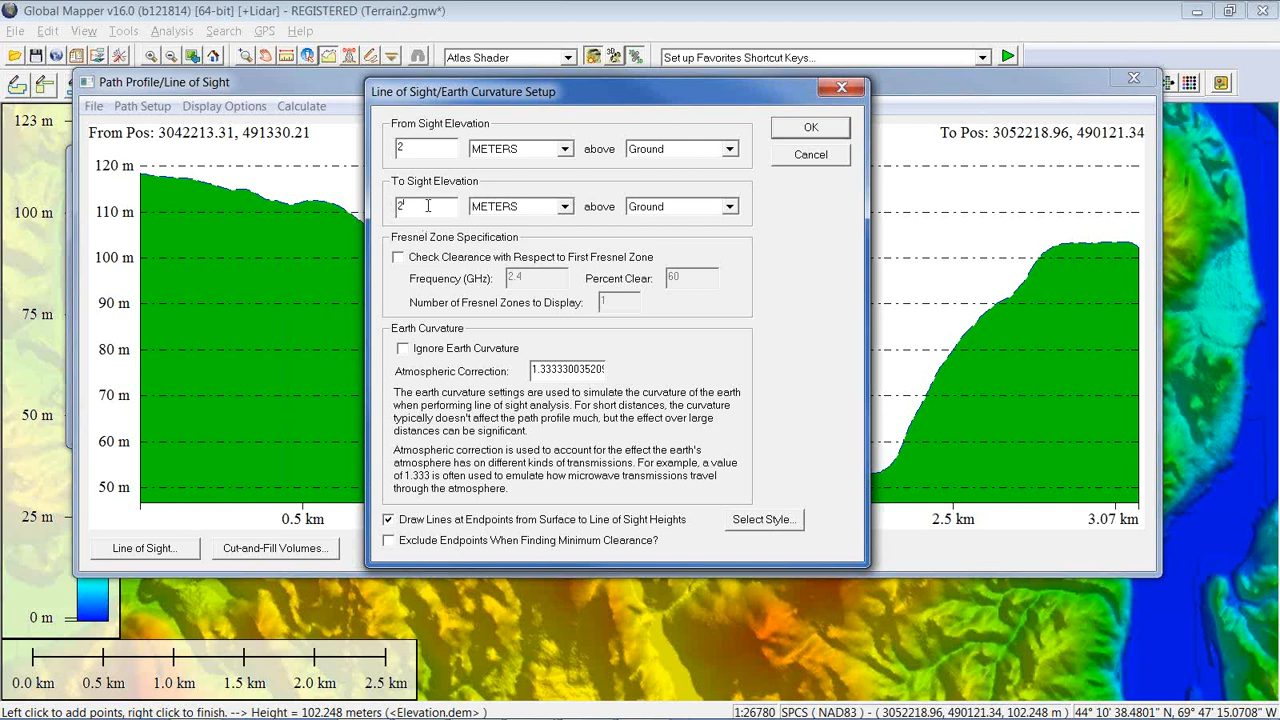 Global Mapper v16.0 (b121814) [64-bit] [+Lidar] - REGISTERED (Terrain2.gmw*)
File Edit View Tools Analysis Search GPS Help
Atlas Shader
Set up Favorites Shortcut Keys...
Path Profile/Line of Sight
File Path Setup Display Options Calculate
From Pos: 3042213.31, 491330.21
To Pos: 3052218.96, 490121.34
120 m
110 m
100 m
90 m
80 m
70 m
60 m
50 m
0.5 km
2.5 km
3.07 km
Line of Sight...
Cut-and-Fill Volumes...
Line of Sight/Earth Curvature Setup
From Sight Elevation
2 METERS above Ground
To Sight Elevation
2 METERS above Ground
Fresnel Zone Specification
Check Clearance with Respect to First Fresnel Zone
Frequency (GHz): 2.4 Percent Clear: 60
Number of Fresnel Zones to Display: 1
Earth Curvature
Ignore Earth Curvature
Atmospheric Correction: 1.33333003520
The earth curvature settings are used to simulate the curvature of the earth
when performing line of sight analysis. For short distances, the curvature
typically doesn't affect the path profile much, but the effect over large
distances can be significant.
Atmospheric correction is used to account for the effect the earth's
atmosphere has on different kinds of transmissions. For example, a value
of 1.333 is often used to emulate how microwave transmissions travel
through the atmosphere.
Draw Lines at Endpoints from Surface to Line of Sight Heights
Select Style...
Exclude Endpoints When Finding Minimum Clearance?
OK
Cancel
123 m
100 m
75 m
50 m
25 m
0 m
0.0 km
0.5 km
1.0 km
1.5 km
2.0 km
2.5 km
Left click to add points, right click to finish. --> Height = 102.248 meters (<Elevation.dem> )
1:26780
SPCS ( NAD83 ) - ( 3052218.96, 490121.34, 102.248 m )
44° 10' 38.4801" N, 69° 47' 15.0708" W